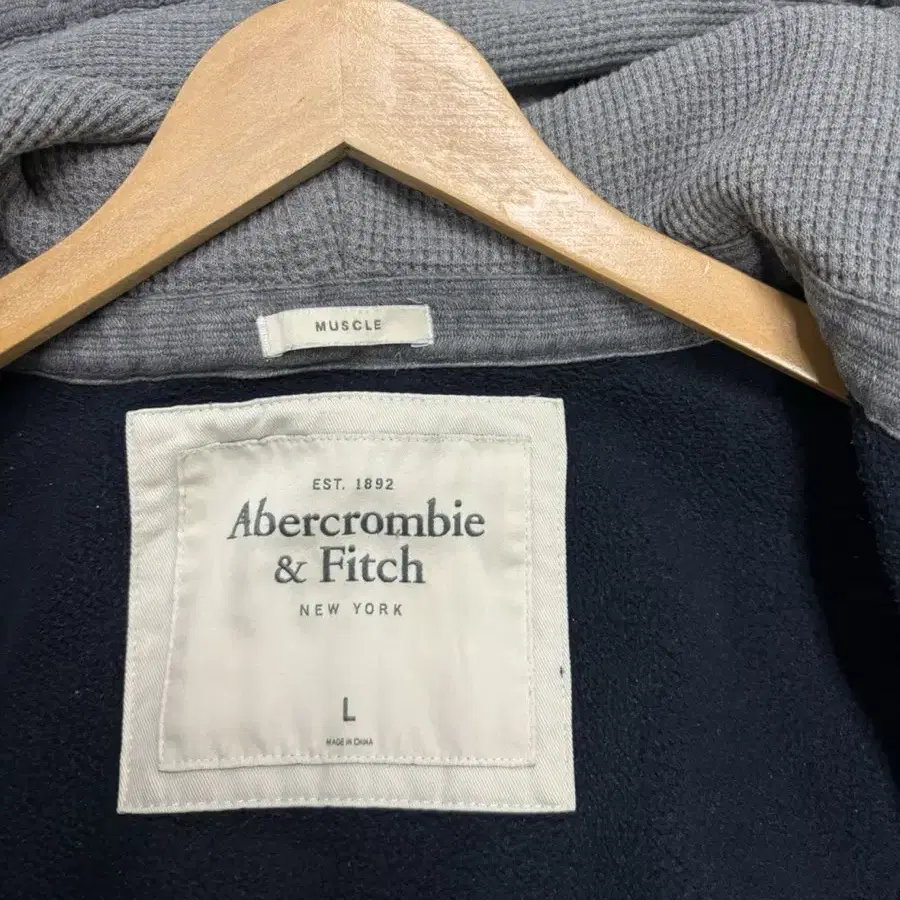 MUSCLE
EST. 1892
Abercrombie
& Fitch
NEW YORK
L
MADE IN CHINA